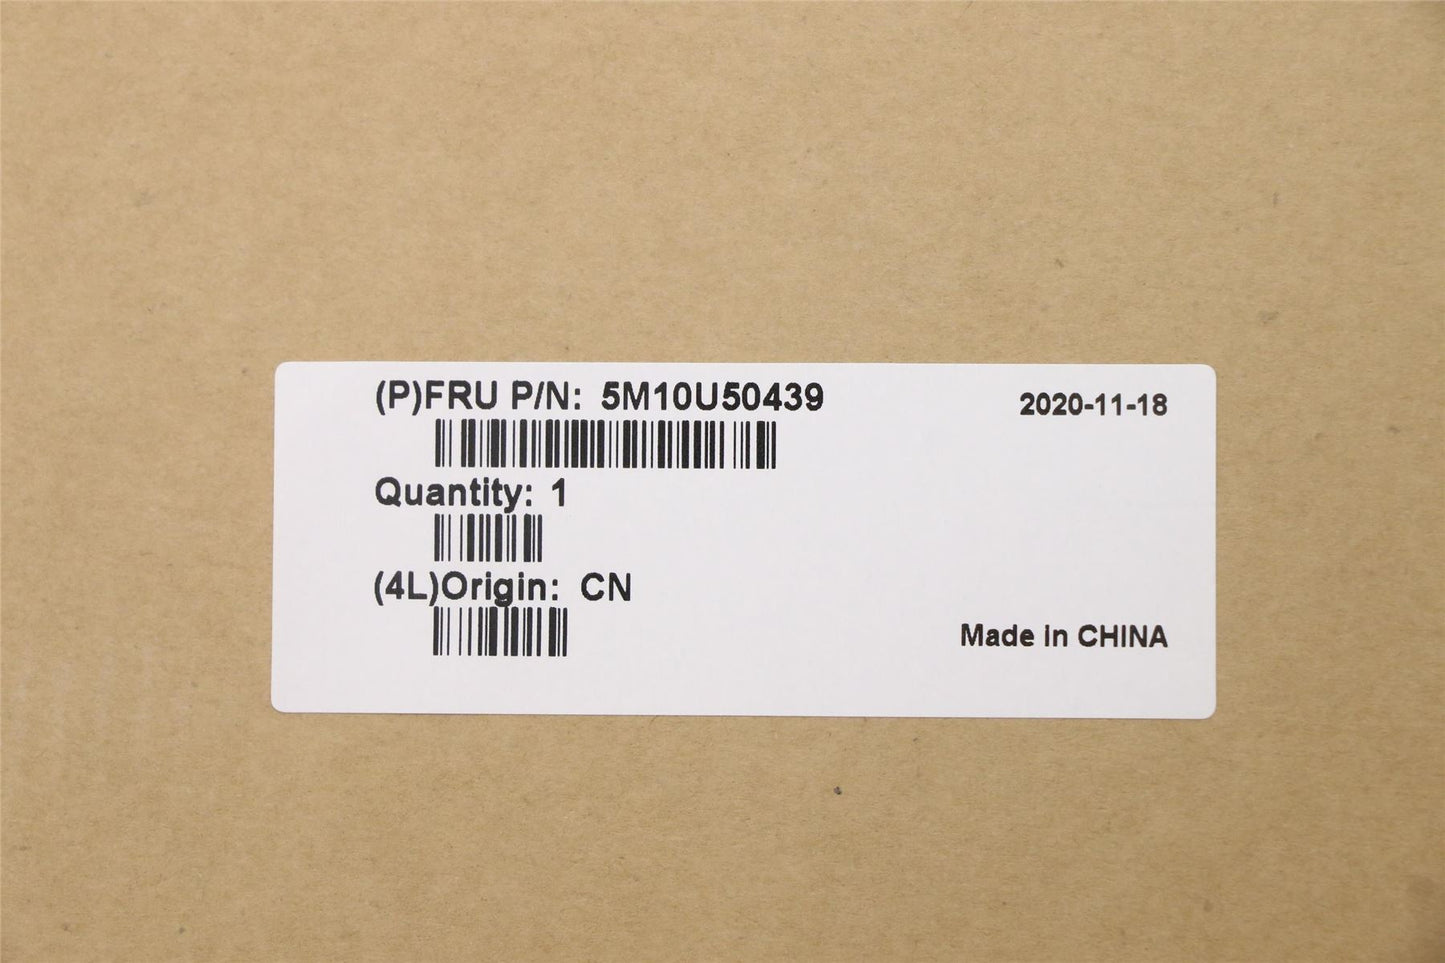 (P)FRU P/N: 5M10U50439
2020-11-18
Quantity: 1
(4L)Origin: CN
Made in CHINA